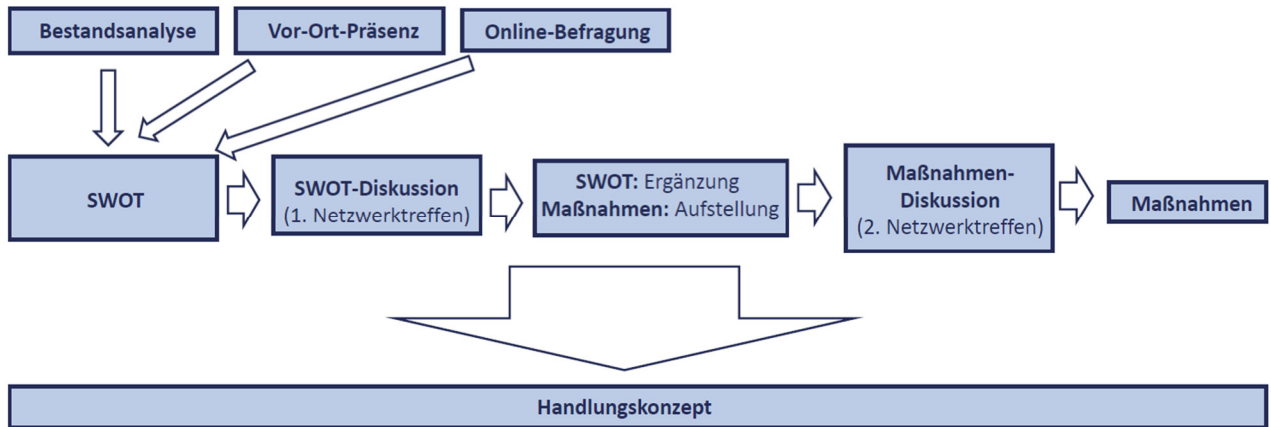 Bestandsanalyse
Vor-Ort-Präsenz
Online-Befragung
SWOT
SWOT-Diskussion
(1. Netzwerktreffen)
SWOT: Ergänzung
Maßnahmen: Aufstellung
Maßnahmen-
Diskussion
(2. Netzwerktreffen)
Maßnahmen
Handlungskonzept